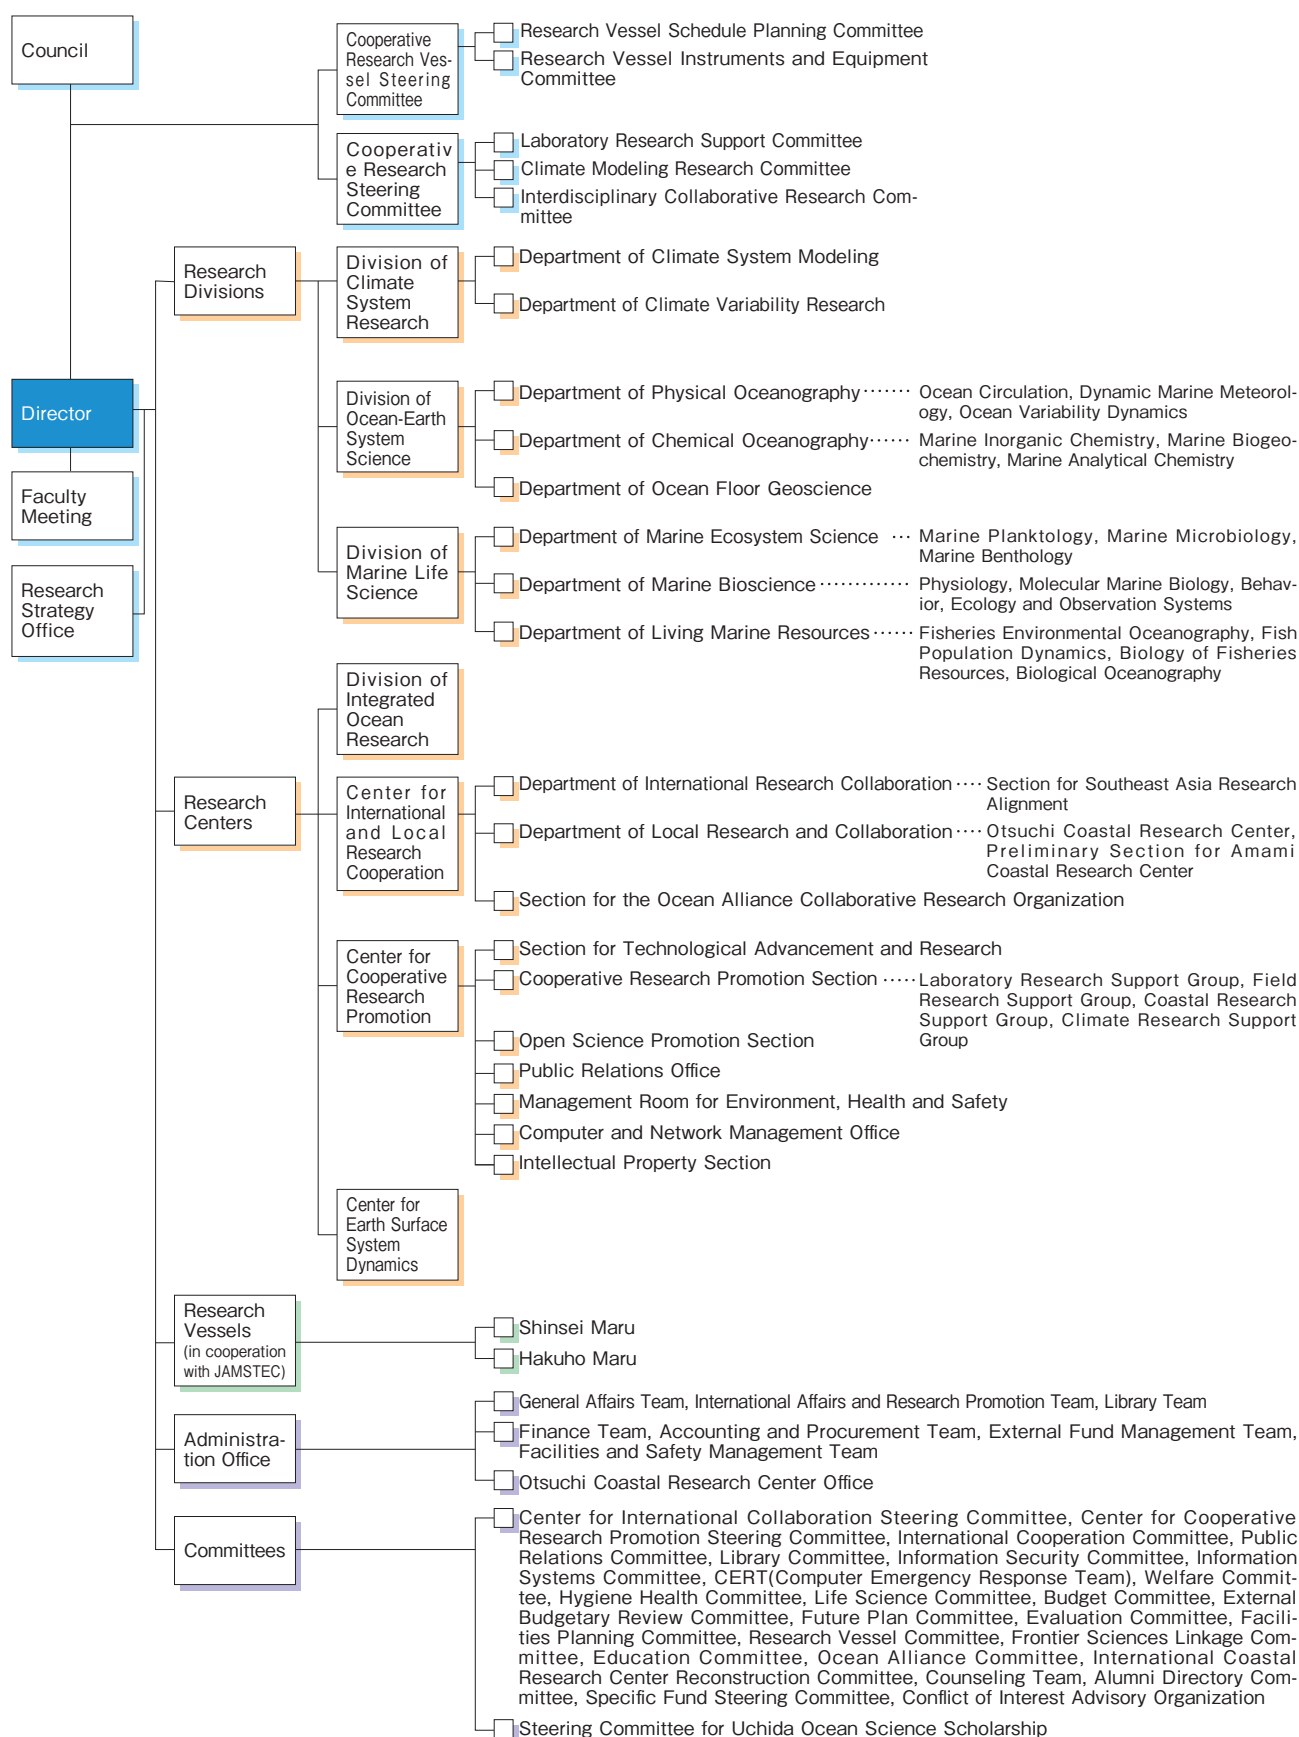 Council
Cooperative
Research Ves-
sel Steering
Committee
Research Vessel Schedule Planning Committee
Research Vessel Instruments and Equipment
Committee
Cooperativ
e Research
Steering
Committee
Laboratory Research Support Committee
Climate Modeling Research Committee
Interdisciplinary Collaborative Research Com-
mittee
Director
Faculty
Meeting
Research
Strategy
Office
Research
Divisions
Division of
Climate
System
Research
Department of Climate System Modeling
Department of Climate Variability Research
Division of
Ocean-Earth
System
Science
Department of Physical Oceanography ······· Ocean Circulation, Dynamic Marine Meteorol-
ogy, Ocean Variability Dynamics
Department of Chemical Oceanography ······ Marine Inorganic Chemistry, Marine Biogeo-
chemistry, Marine Analytical Chemistry
Department of Ocean Floor Geoscience
Division of
Marine Life
Science
Department of Marine Ecosystem Science ··· Marine Planktology, Marine Microbiology,
Marine Benthology
Department of Marine Bioscience ············· Physiology, Molecular Marine Biology, Behav-
ior, Ecology and Observation Systems
Department of Living Marine Resources ······ Fisheries Environmental Oceanography, Fish
Population Dynamics, Biology of Fisheries
Resources, Biological Oceanography
Research
Centers
Division of
Integrated
Ocean
Research
Center for
International
and Local
Research
Cooperation
Department of International Research Collaboration ···· Section for Southeast Asia Research
Alignment
Department of Local Research and Collaboration ···· Otsuchi Coastal Research Center,
Preliminary Section for Amami
Coastal Research Center
Section for the Ocean Alliance Collaborative Research Organization
Center for
Cooperative
Research
Promotion
Section for Technological Advancement and Research
Cooperative Research Promotion Section ····· Laboratory Research Support Group, Field
Research Support Group, Coastal Research
Support Group, Climate Research Support
Group
Open Science Promotion Section
Public Relations Office
Management Room for Environment, Health and Safety
Computer and Network Management Office
Intellectual Property Section
Center for
Earth Surface
System
Dynamics
Research
Vessels
(in cooperation
with JAMSTEC)
Shinsei Maru
Hakuho Maru
Administra-
tion Office
General Affairs Team, International Affairs and Research Promotion Team, Library Team
Finance Team, Accounting and Procurement Team, External Fund Management Team,
Facilities and Safety Management Team
Otsuchi Coastal Research Center Office
Committees
Center for International Collaboration Steering Committee, Center for Cooperative
Research Promotion Steering Committee, International Cooperation Committee, Public
Relations Committee, Library Committee, Information Security Committee, Information
Systems Committee, CERT(Computer Emergency Response Team), Welfare Commit-
tee, Hygiene Health Committee, Life Science Committee, Budget Committee, External
Budgetary Review Committee, Future Plan Committee, Evaluation Committee, Facili-
ties Planning Committee, Research Vessel Committee, Frontier Sciences Linkage Com-
mittee, Education Committee, Ocean Alliance Committee, International Coastal
Research Center Reconstruction Committee, Counseling Team, Alumni Directory Com-
mittee, Specific Fund Steering Committee, Conflict of Interest Advisory Organization
Steering Committee for Uchida Ocean Science Scholarship